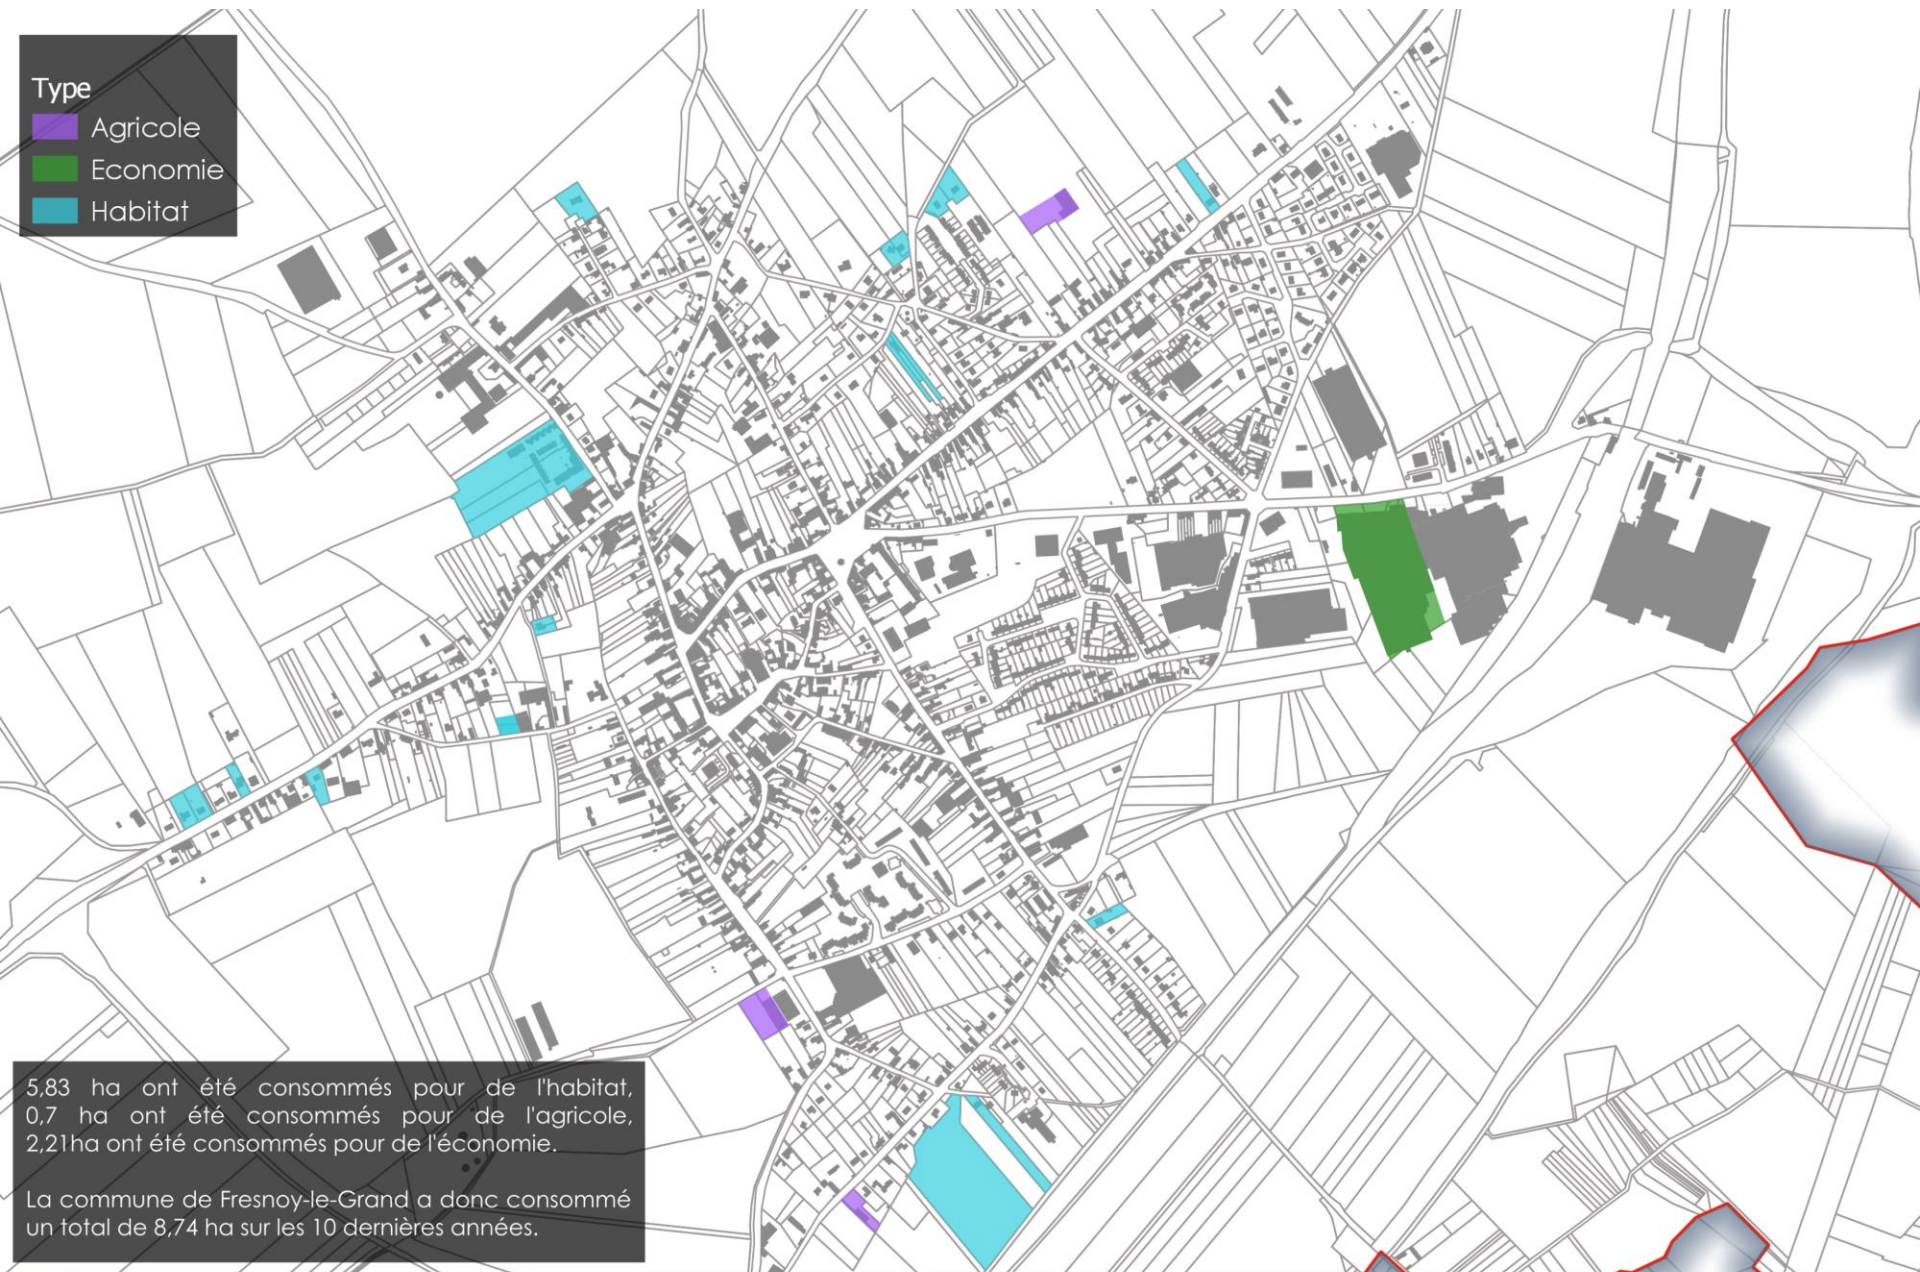 Type
Agricole
Economie
Habitat
5,83 ha ont été consommés pour de l'habitat,
0,7 ha ont été consommés pour de l'agricole,
2,21ha ont été consommés pour de l'économie.
La commune de Fresnoy-le-Grand a donc consommé
un total de 8,74 ha sur les 10 dernières années.